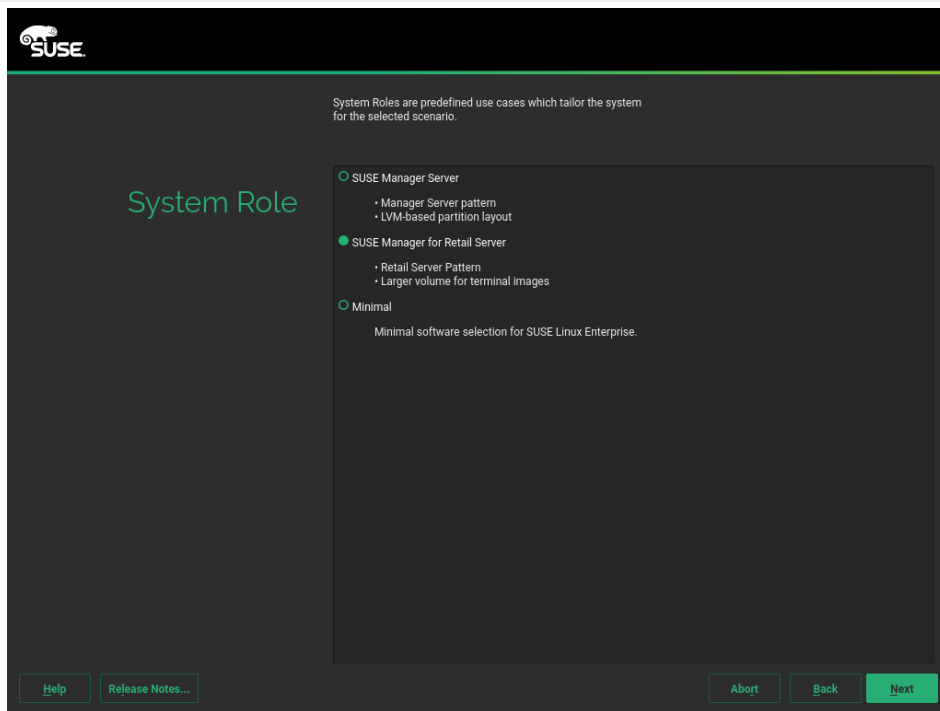 SUSE.
System Roles are predefined use cases which tailor the system
for the selected scenario.
System Role
SUSE Manager Server
• Manager Server pattern
• LVM-based partition layout
SUSE Manager for Retail Server
• Retail Server Pattern
• Larger volume for terminal images
Minimal
Minimal software selection for SUSE Linux Enterprise.
Help
Release Notes...
Abort
Back
Next